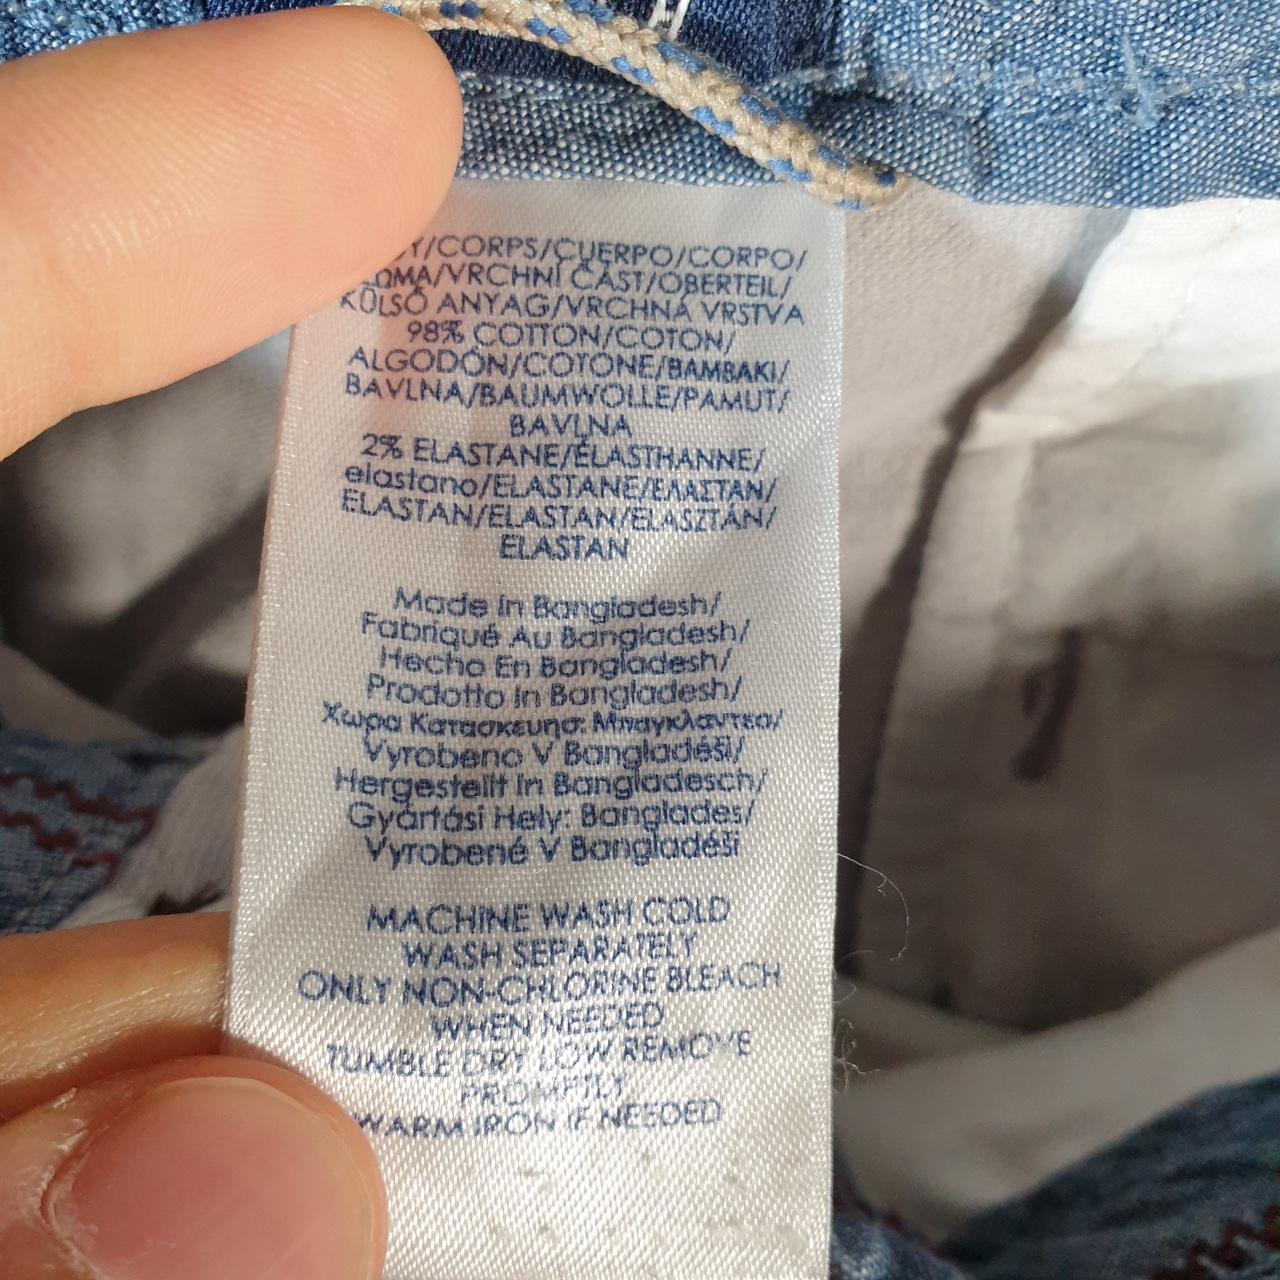 Y/CORPS/CUERPO/CORPO/
ΣΩΜΑ/VRCHNÍ ČÁST/OBERTEIL/
KÜLSŐ ANYAG/VRCHNÁ VRSTVA
98% COTTON/COTON/
ALGODÓN/COTONE/BAMBAKI/
BAVLNA/BAUMWOLLE/PAMUT/
BAVLNA
2% ELASTANE/ÉLASTHANNE/
elastano/ELASTANE/ΕΛΑΣΤΑΝ/
ELASTAN/ELASTAN/ELASZTÁN/
ELASTAN
Made In Bangladesh/
Fabriqué Au Bangladesh/
Hecho En Bangladesh/
Prodotto In Bangladesh/
Χωρα Κατασκευησ: Μπαγκλαντεσ/
Vyrobeno V Bangladéši/
Hergestellt In Bangladesch/
Gyártási Hely: Banglades/
Vyrobené V Bangladéši
MACHINE WASH COLD
WASH SEPARATELY
ONLY NON-CHLORINE BLEACH
WHEN NEEDED
TUMBLE DRY LOW REMOVE
PROMPTLY
WARM IRON IF NEEDED